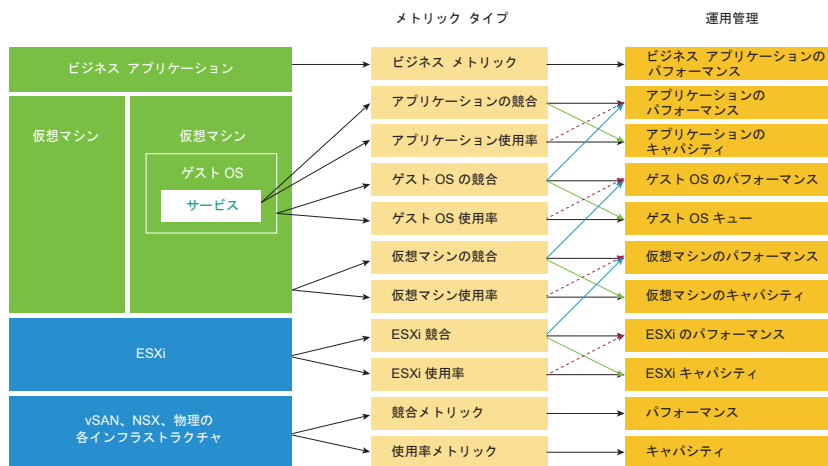 メトリック タイプ
運用管理
ビジネス アプリケーション
ビジネス メトリック
ビジネス アプリケーションの
パフォーマンス
仮想マシン
仮想マシン
ゲスト OS
サービス
アプリケーションの競合
アプリケーションの
パフォーマンス
アプリケーション使用率
アプリケーションの
キャパシティ
ゲスト OS の競合
ゲスト OS のパフォーマンス
ゲスト OS 使用率
ゲスト OS キュー
仮想マシンの競合
仮想マシンのパフォーマンス
仮想マシン使用率
仮想マシンのキャパシティ
ESXi
ESXi 競合
ESXi のパフォーマンス
ESXi 使用率
ESXi キャパシティ
vSAN、NSX、物理の
各インフラストラクチャ
競合メトリック
パフォーマンス
使用率メトリック
キャパシティ